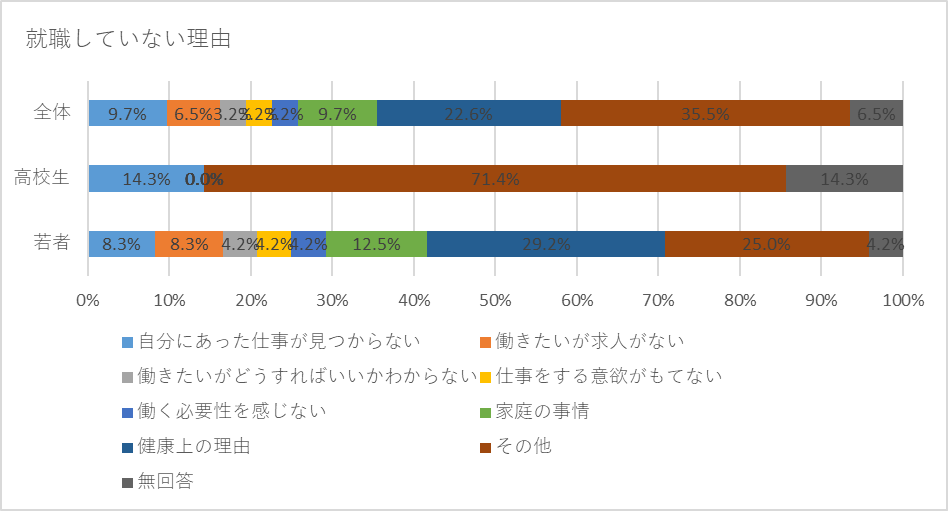 就職していない理由
全体 9.7% 6.5% 3.2% 3.2% 3.2% 9.7% 22.6% 35.5% 6.5%
高校生 14.3% 0.0% 71.4% 14.3%
若者 8.3% 8.3% 4.2% 4.2% 4.2% 12.5% 29.2% 25.0% 4.2%
0% 10% 20% 30% 40% 50% 60% 70% 80% 90% 100%
自分にあった仕事が見つからない 働きたいが求人がない
働きたいがどうすればいいかわからない 仕事をする意欲がもてない
働く必要性を感じない 家庭の事情
健康上の理由 その他
無回答